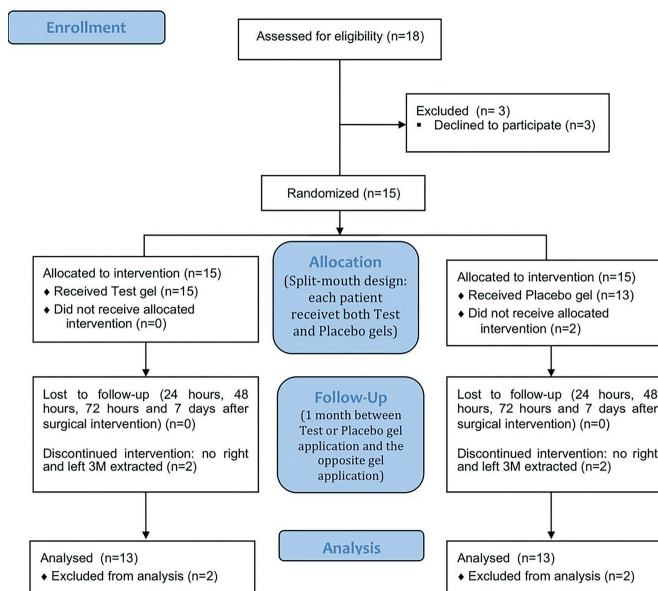 Enrollment
Assessed for eligibility (n=18)
Excluded (n= 3)
▪ Declined to participate (n=3)
Randomized (n=15)
Allocation
(Split-mouth design:
each patient
receivet both Test
and Placebo gels)
Allocated to intervention (n=15)
♦ Received Test gel (n=15)
♦ Did not receive allocated
intervention (n=0)
Allocated to intervention (n=15)
♦ Received Placebo gel (n=13)
♦ Did not receive allocated
intervention (n=2)
Follow-Up
(1 month between
Test or Placebo gel
application and the
opposite gel
application)
Lost to follow-up (24 hours, 48
hours, 72 hours and 7 days after
surgical intervention) (n=0)
Discontinued intervention: no right
and left 3M extracted (n=2)
Lost to follow-up (24 hours, 48
hours, 72 hours and 7 days after
surgical intervention) (n=0)
Discontinued intervention: no right
and left 3M extracted (n=2)
Analysis
Analysed (n=13)
♦ Excluded from analysis (n=2)
Analysed (n=13)
♦ Excluded from analysis (n=2)